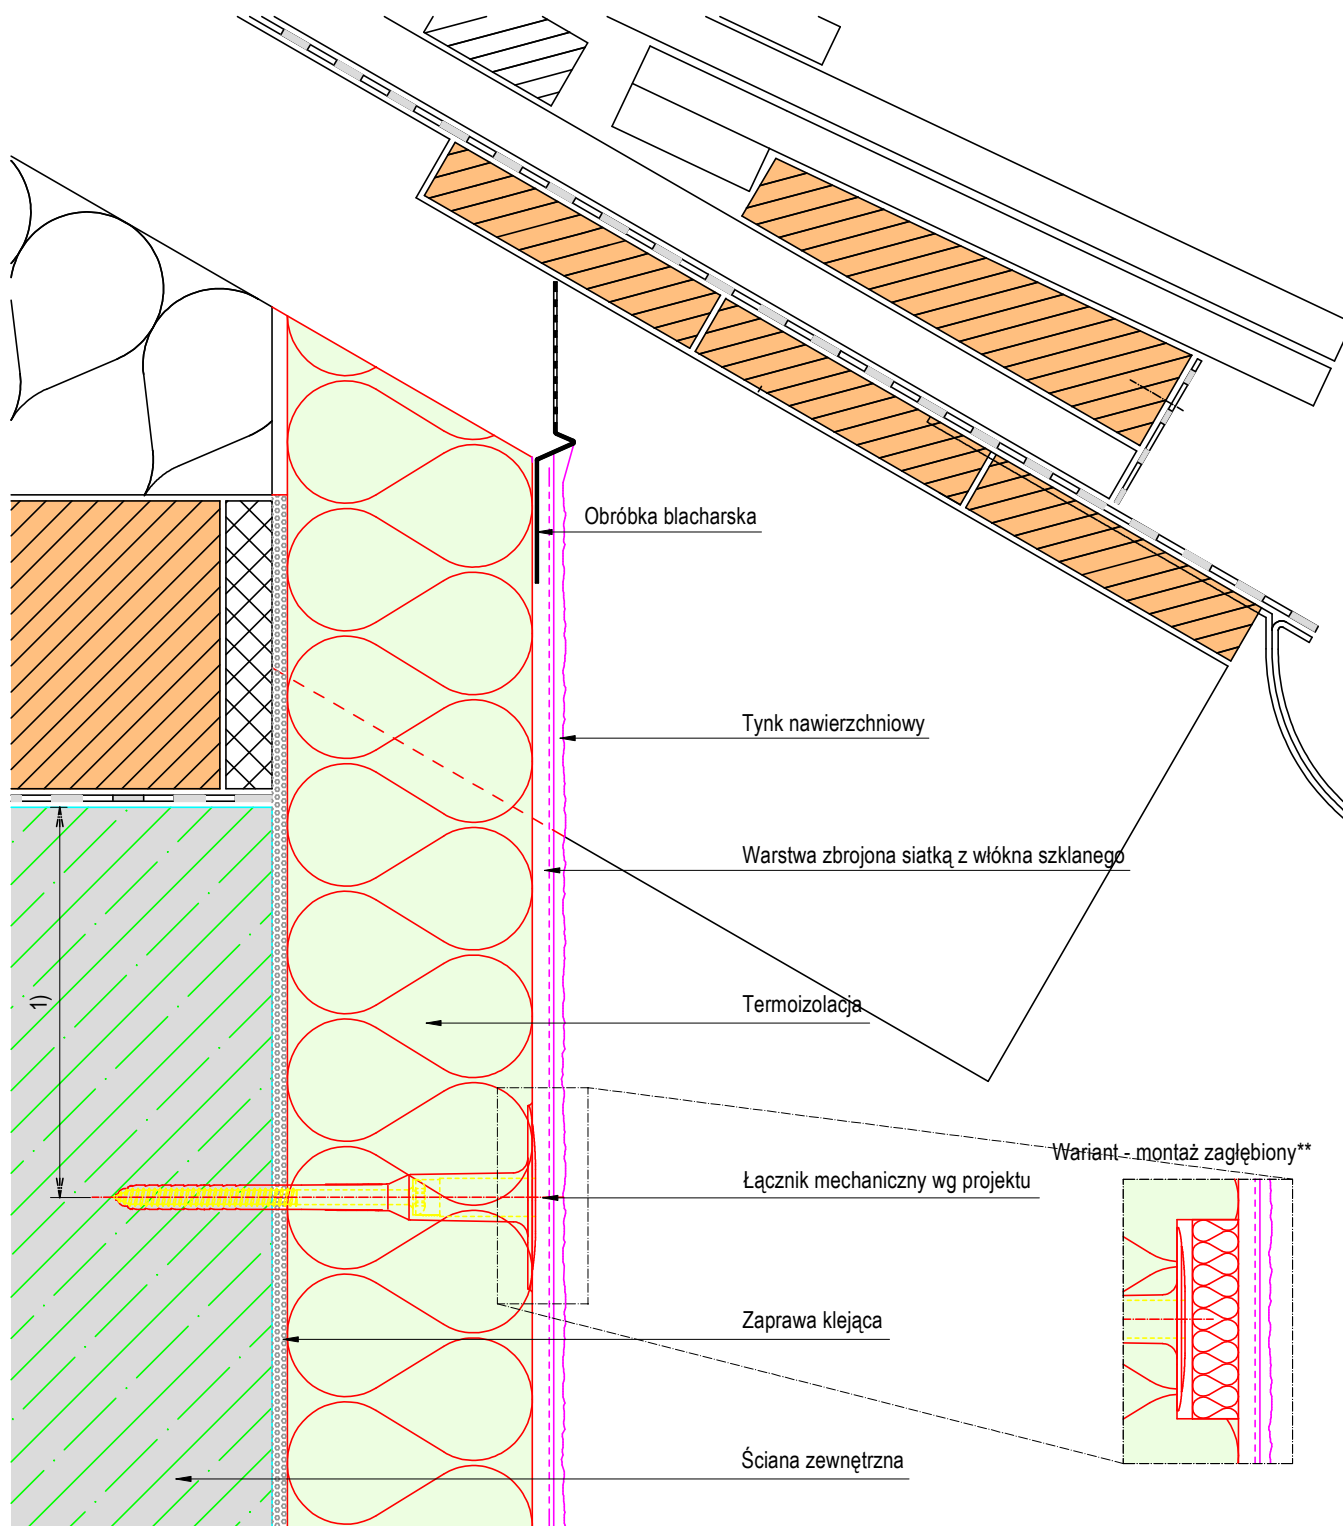 Obróbka blacharska
Tynk nawierzchniowy
Warstwa zbrojona siatką z włókna szklanego
1)
Termoizolacja
Wariant - montaż zagłębiony**
Łącznik mechaniczny wg projektu
Zaprawa klejąca
Ściana zewnętrzna